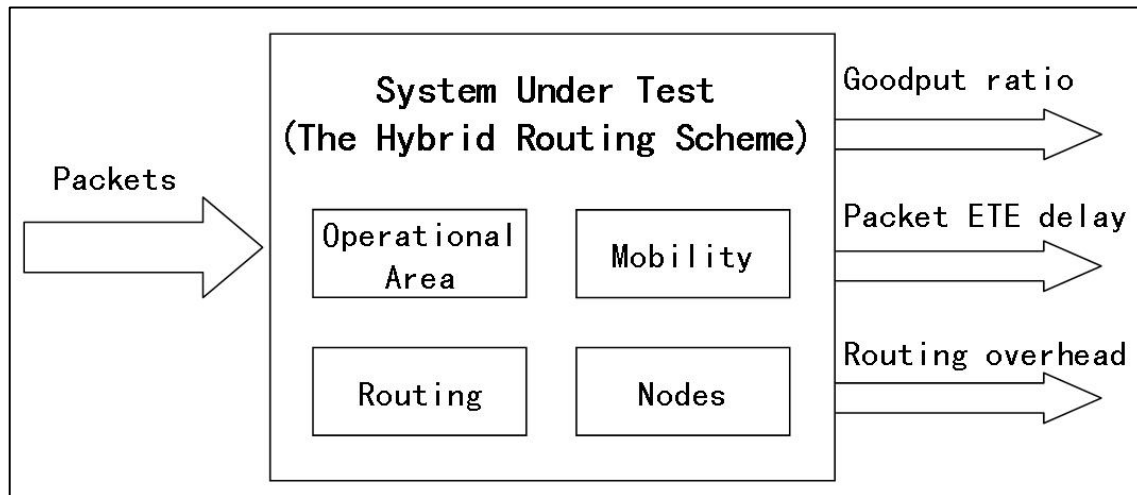 Packets
System Under Test
(The Hybrid Routing Scheme)
Operational
Area
Mobility
Routing
Nodes
Goodput ratio
Packet ETE delay
Routing overhead